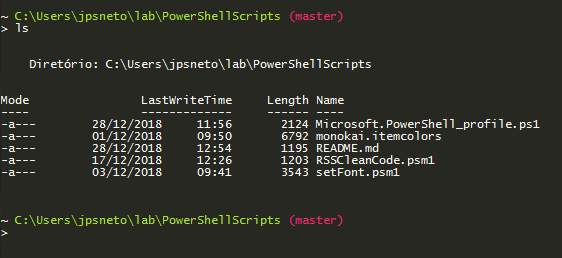 ~ C:\Users\jpsneto\lab\PowerShellScripts (master)
> ls
Diretório: C:\Users\jpsneto\lab\PowerShellScripts
Mode LastWriteTime Length Name
---- ------------- ------ ----
-a--- 28/12/2018 11:56 2124 Microsoft.PowerShell_profile.ps1
-a--- 01/12/2018 09:50 6792 monokai.itemcolors
-a--- 28/12/2018 12:54 1195 README.md
-a--- 17/12/2018 12:26 1203 RSSCleanCode.psm1
-a--- 03/12/2018 09:41 3543 setFont.psm1
~ C:\Users\jpsneto\lab\PowerShellScripts (master)
>